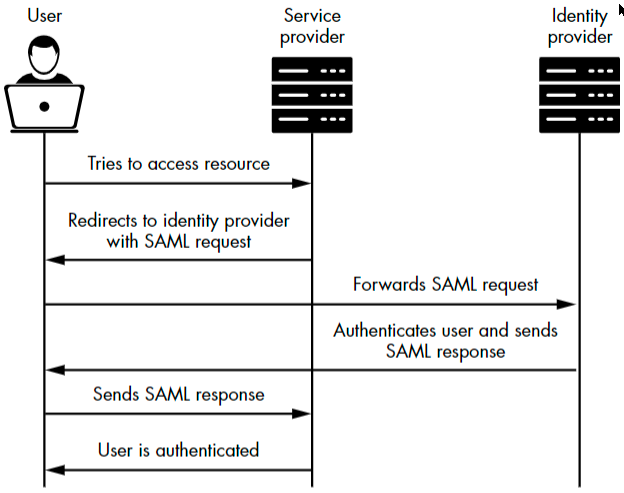 User
Service
provider
Identity
provider
Tries to access resource
Redirects to identity provider
with SAML request
Forwards SAML request
Authenticates user and sends
SAML response
Sends SAML response
User is authenticated